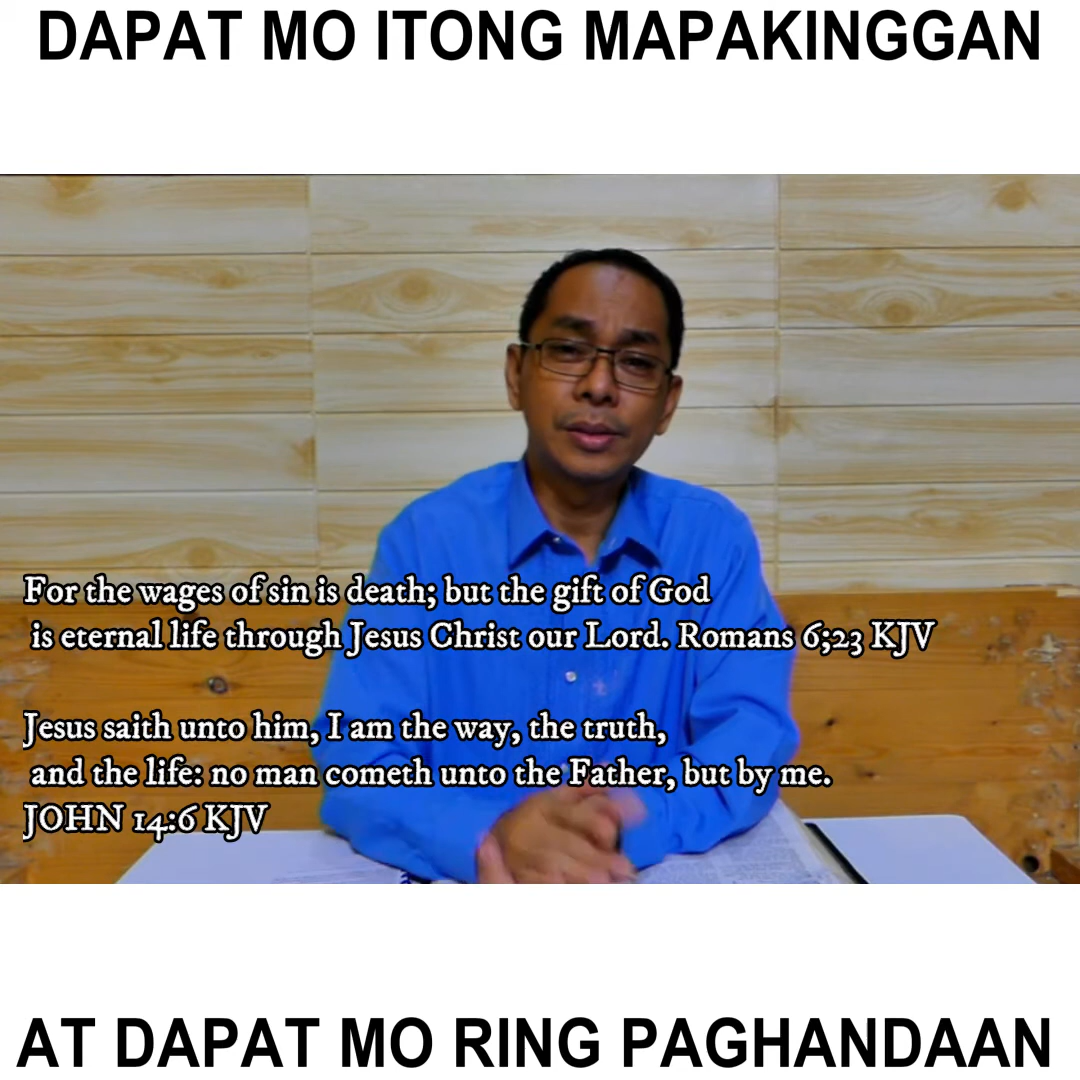 DAPAT MO ITONG MAPAKINGGAN
For the wages of sin is death; but the gift of God
is eternal life through Jesus Christ our Lord. Romans 6;23 KJV
Jesus saith unto him, I am the way, the truth,
and the life: no man cometh unto the Father, but by me.
JOHN 14:6 KJV
AT DAPAT MO RING PAGHANDAAN